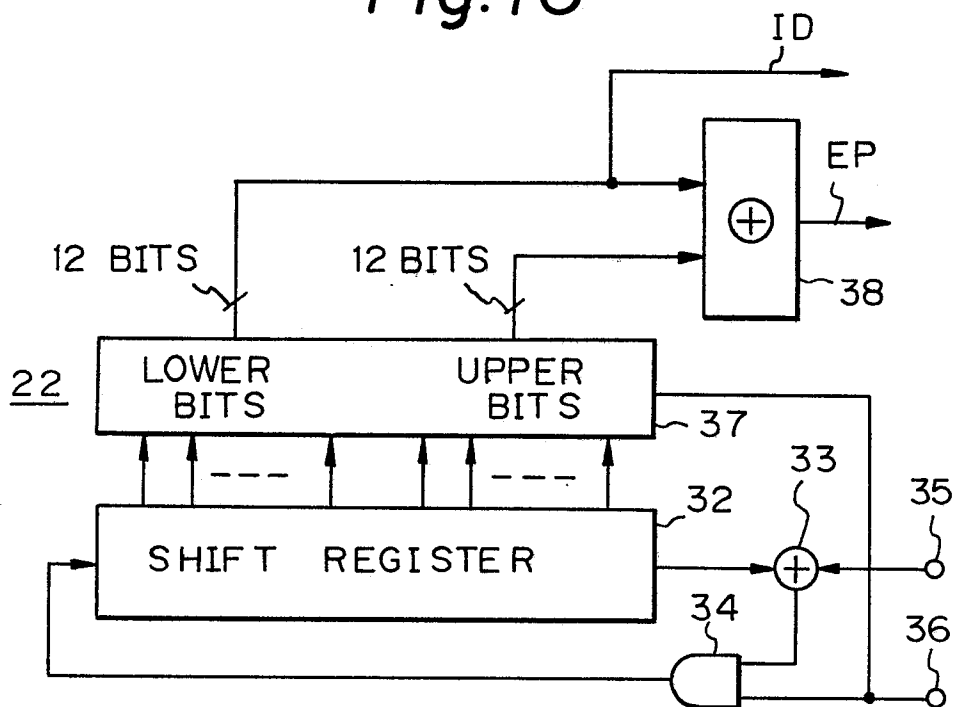 Fig. 10
ID
EP
12 BITS 12 BITS
38
LOWER BITS
UPPER BITS
22
37
33
32
35
SHIFT REGISTER
34
36